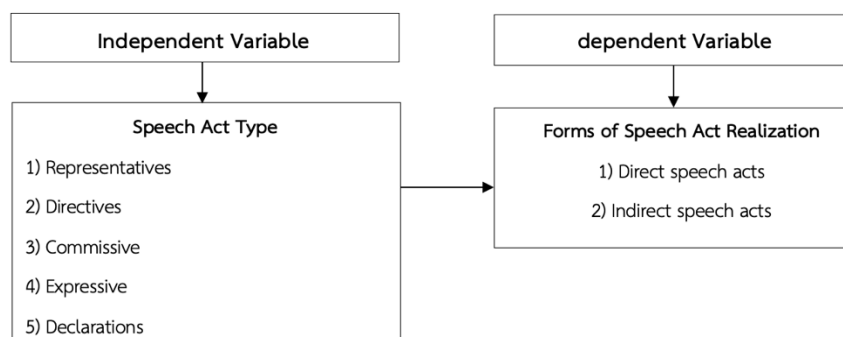 Independent Variable
dependent Variable
Speech Act Type
1) Representatives
2) Directives
3) Commissive
4) Expressive
5) Declarations
Forms of Speech Act Realization
1) Direct speech acts
2) Indirect speech acts